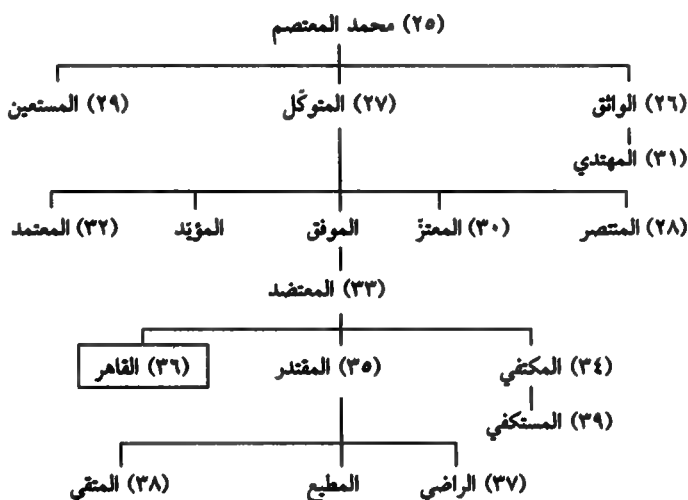 (٢٥) محمد المعتصم
(٢٦) الواثق (٢٧) المتوكّل (٢٩) المستعين
(٣١) المهتدي
(٢٨) المنتصر (٣٠) المعتزّ الموفق المؤيّد (٣٢) المعتمد
(٣٣) المعتضد
(٣٤) المكتفي (٣٥) المقتدر (٣٦) القاهر
(٣٩) المستكفي
(٣٧) الراضي المطيع (٣٨) المتقي